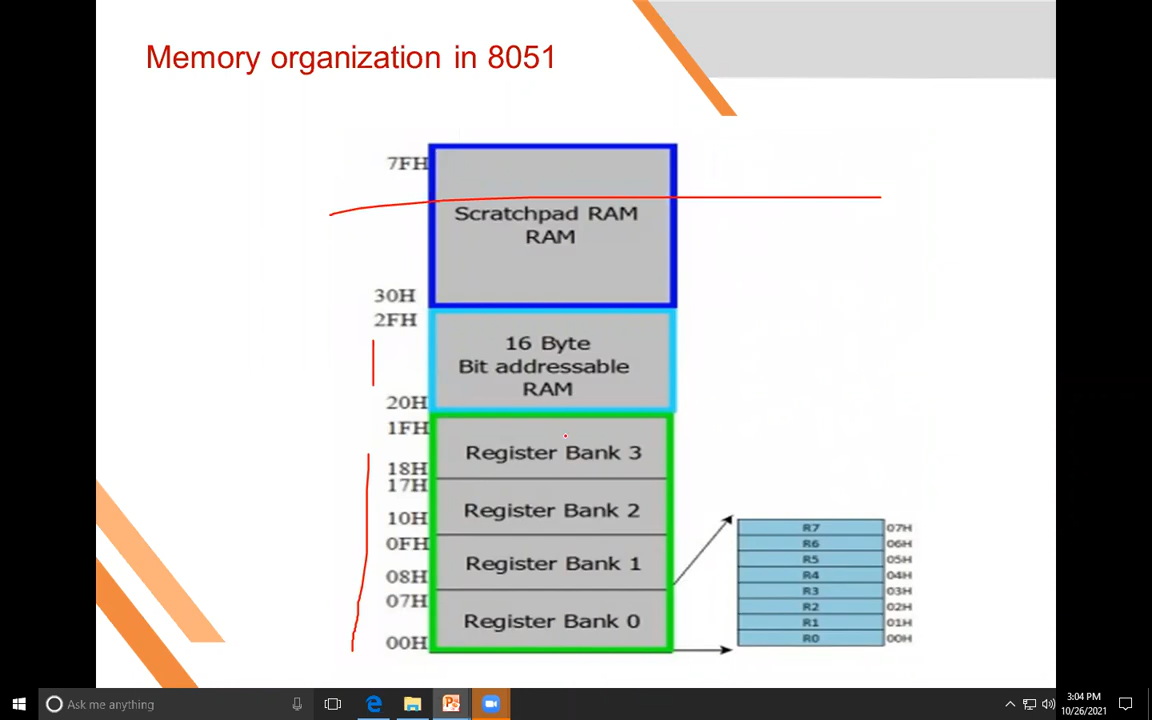 Memory organization in 8051
7FH
Scratchpad RAM
RAM
30H
2FH
16 Byte
Bit addressable
RAM
20H
1FH
Register Bank 3
18H
17H
Register Bank 2
10H
0FH
Register Bank 1
08H
07H
Register Bank 0
00H
R7 07H
R6 06H
R5 05H
R4 04H
R3 03H
R2 02H
R1 01H
R0 00H
Ask me anything
3:04 PM
10/26/2021